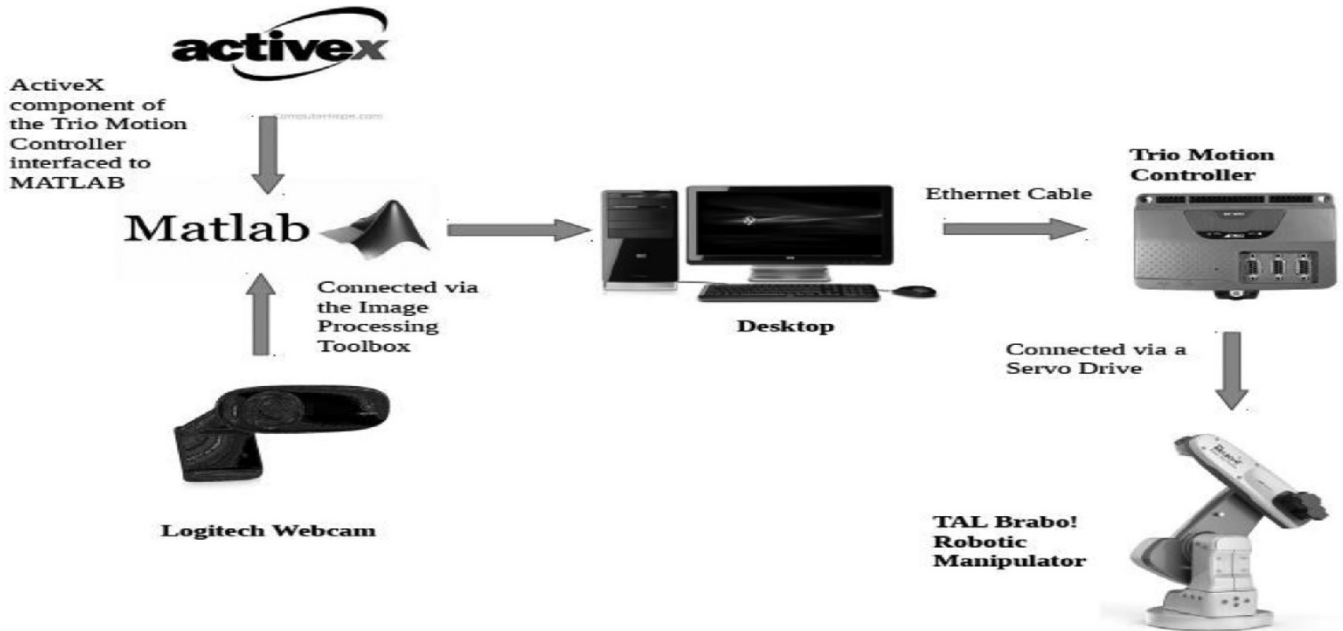 activex
ActiveX
component of
the Trio Motion
Controller
interfaced to
MATLAB
Matlab
Connected via
the Image
Processing
Toolbox
Logitech Webcam
Desktop
Ethernet Cable
Trio Motion
Controller
Connected via a
Servo Drive
TAL Brabo!
Robotic
Manipulator